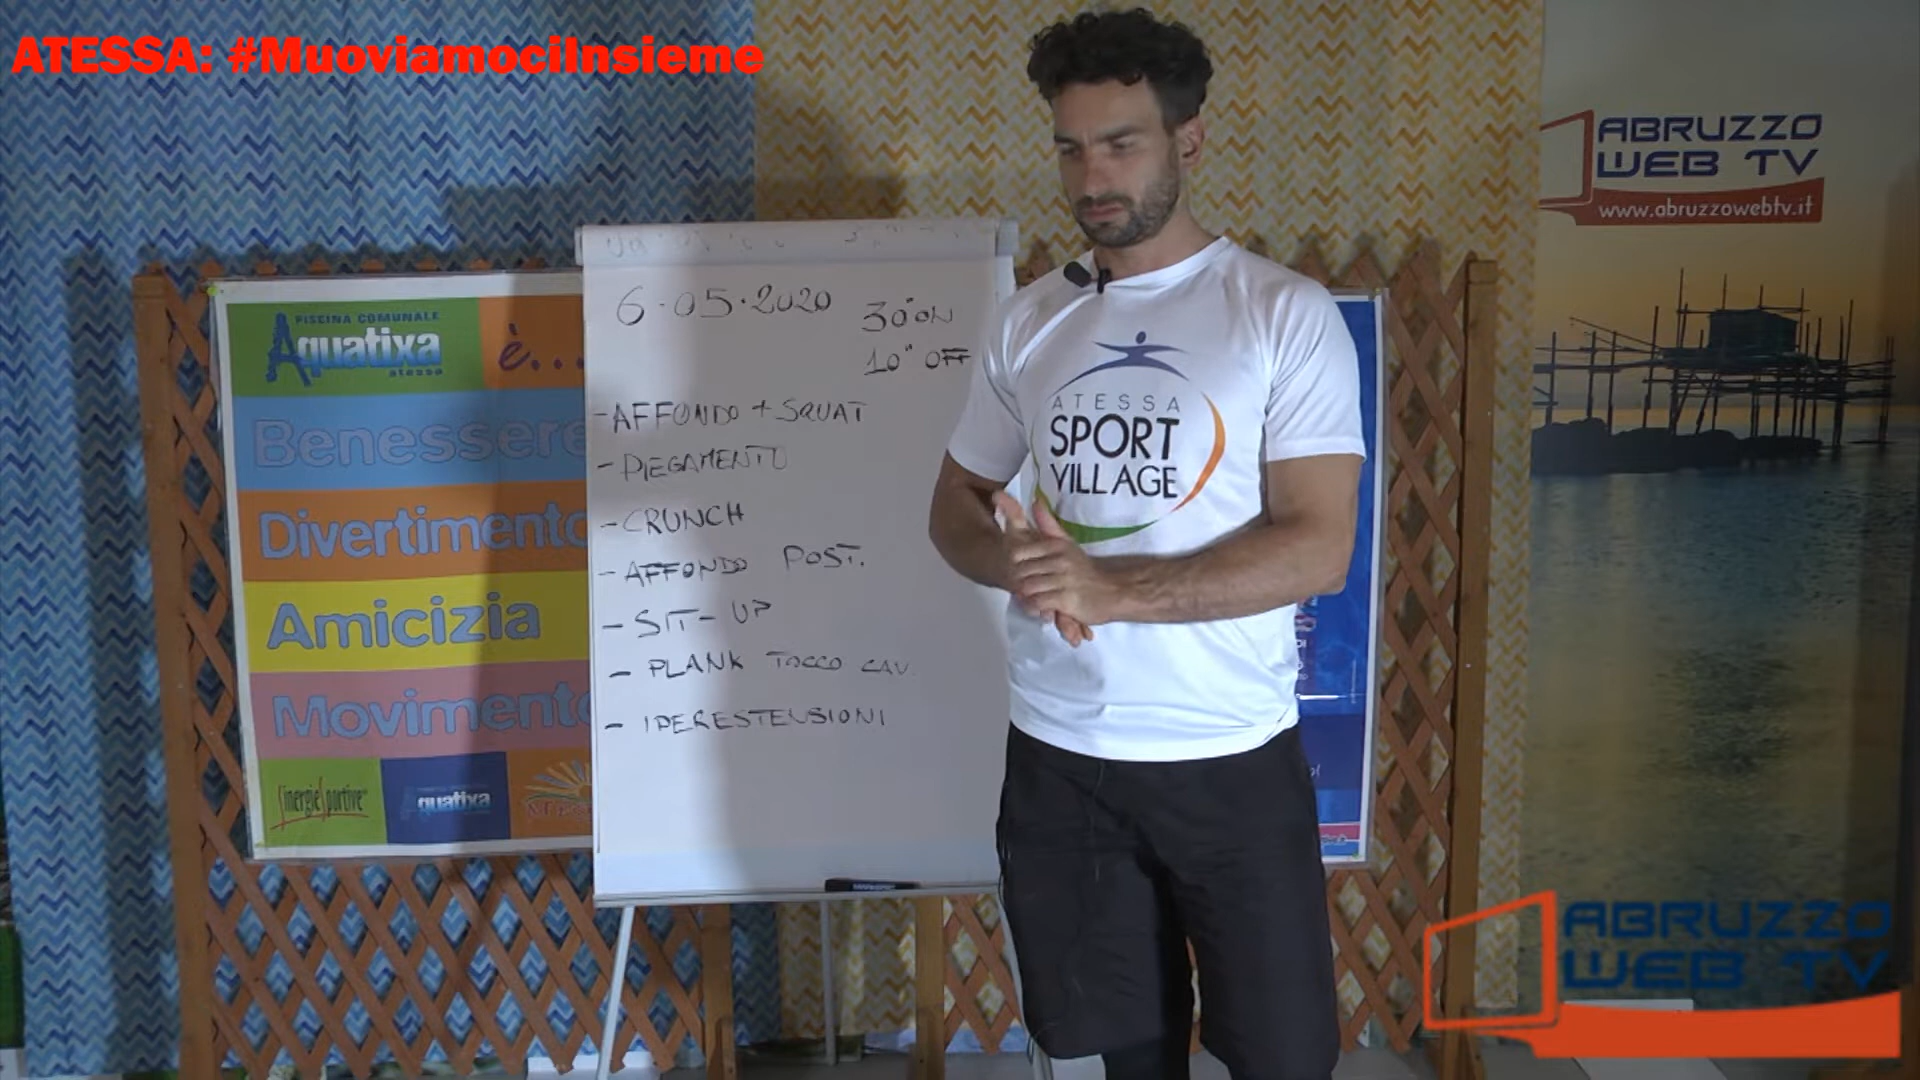 ATESSA: #MuoviamociInsieme
ABRUZZO
WEB TV
www.abruzzowebtv.it
6.05.2020
30" ON
10" OFF
- AFFONDO + SQUAT
- PIEGAMENTO
- CRUNCH
- AFFONDO POST.
- SIT-UP
- PLANK TOCCO CAV.
- IPERESTENSIONI
PISCINA COMUNALE
Aquatixa
atessa
è...
Benessere
Divertimento
Amicizia
Movimento
Sinergie Sportive
Aquatixa
ATESSA
SPORT
VILLAGE
ABRUZZO
WEB TV